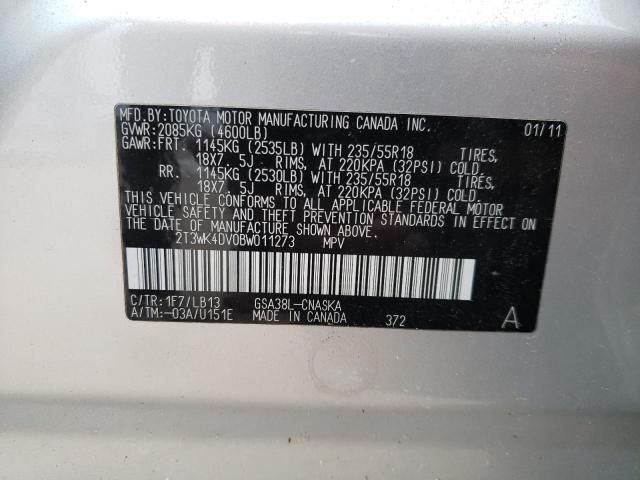 MFD.BY:TOYOTA MOTOR MANUFACTURING CANADA INC. 01/11
GVWR:2085KG (4600LB)
GAWR:FRT. 1145KG (2535LB) WITH 235/55R18 TIRES,
18X7. 5J RIMS, AT 220KPA (32PSI) COLD
RR. 1145KG (2530LB) WITH 235/55R18 TIRES,
18X7. 5J RIMS, AT 220KPA (32PSI) COLD
THIS VEHICLE CONFORMS TO ALL APPLICABLE FEDERAL MOTOR
VEHICLE SAFETY AND THEFT PREVENTION STANDARDS IN EFFECT ON
THE DATE OF MANUFACTURE SHOWN ABOVE.
2T3WK4DV0BW011273 MPV
C/TR:1F7/LB13 GSA38L-CNASKA
A/TM:-03A/U151E MADE IN CANADA 372 A